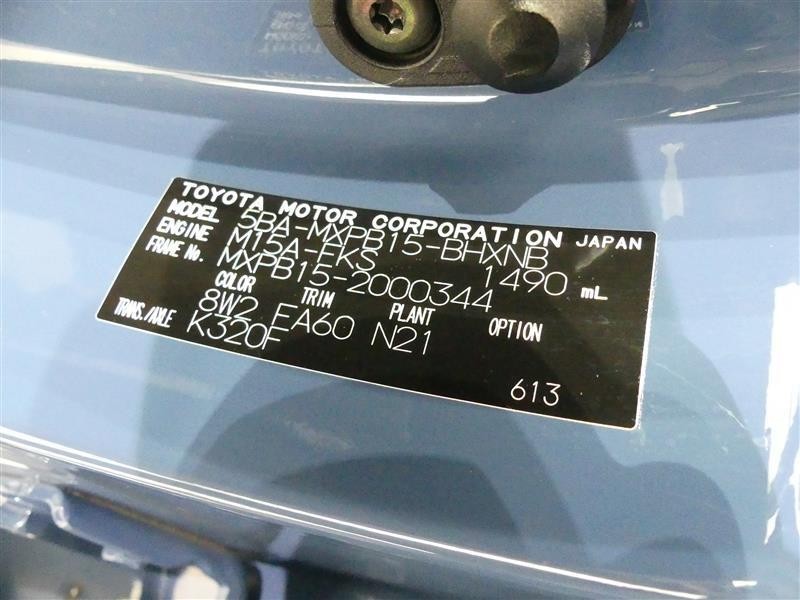 TOYOTA MOTOR CORPORATION JAPAN
MODEL 5BA-MXPB15-BHXNB
ENGINE M15A-FKS 1490 mL
FRAME No. MXPB15-2000344
COLOR TRIM PLANT OPTION
8W2 FA60 N21
TRANS./AXLE K320F
613